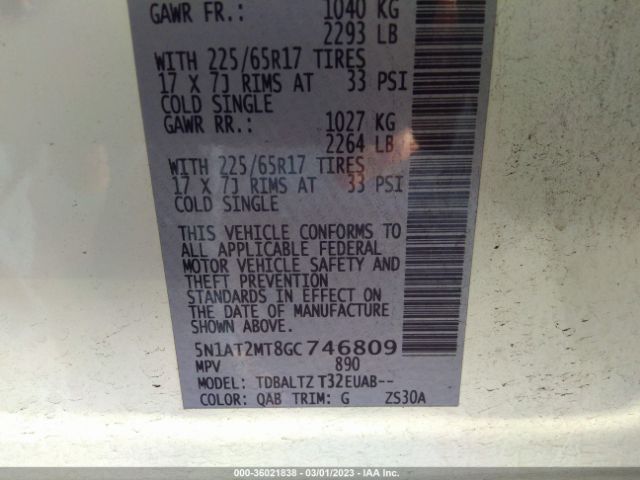 GAWR FR.: 1040 KG
2293 LB
WITH 225/65R17 TIRES
17 X 7J RIMS AT 33 PSI
COLD SINGLE
GAWR RR.: 1027 KG
2264 LB
WITH 225/65R17 TIRES
17 X 7J RIMS AT 33 PSI
COLD SINGLE
THIS VEHICLE CONFORMS TO
ALL APPLICABLE FEDERAL
MOTOR VEHICLE SAFETY AND
THEFT PREVENTION
STANDARDS IN EFFECT ON
THE DATE OF MANUFACTURE
SHOWN ABOVE.
5N1AT2MT8GC746809
MPV 890
MODEL: TDBALTZ T32EUAB--
COLOR: QAB TRIM: G ZS30A
000-36021838 - 03/01/2023 - IAA Inc.